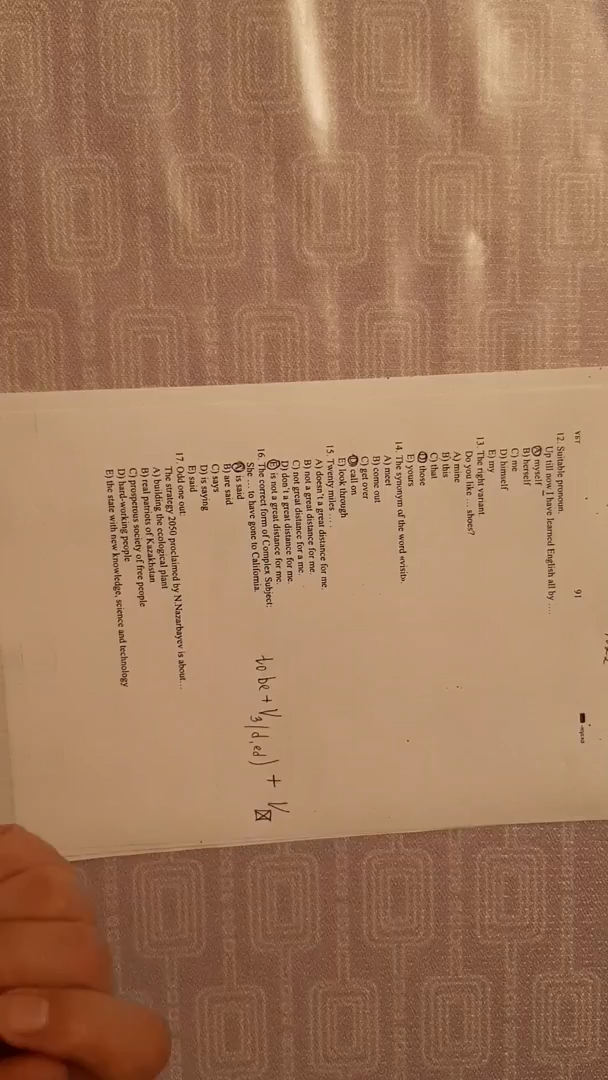 УБТ
91
12. Suitable pronoun.
Up till now I have learned English all by ....
A) myself
B) herself
C) me
D) himself
E) my
13. The right variant.
Do you like ... shoes?
A) mine
B) this
C) that
D) those
E) yours
14. The synonym of the word «visit».
A) meet
B) come out
C) get over
D) call on
E) look through
15. Twenty miles ....
A) doesn't a great distance for me.
B) not a great distance for me.
C) not great distance for a me.
D) don't a great distance for me.
E) is not a great distance for me.
16. The correct form of Complex Subject:
She ... to have gone to California.
A) is said
B) are said
C) says
D) is saying
E) said
to be + V3/d,ed) + V
17. Odd one out.
The strategy 2050 proclaimed by N.Nazarbayev is about...
A) building the ecological plant
B) real patriots of Kazakhstan
C) prosperous society of free people
D) hard-working people
E) the state with new knowledge, science and technology